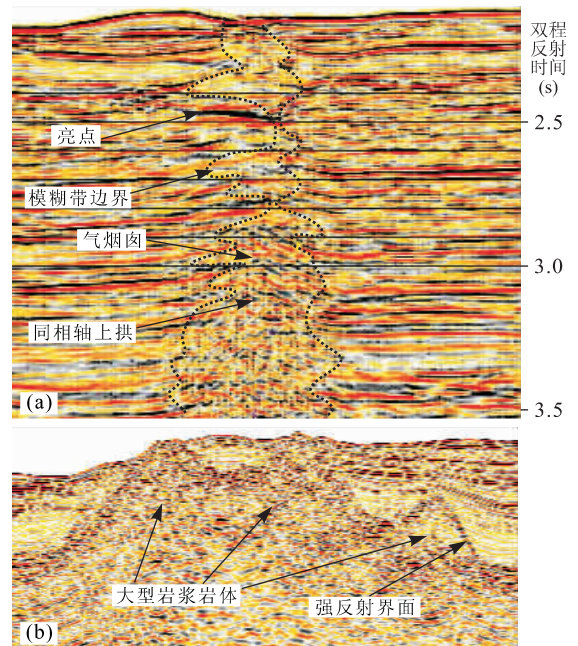 双程
反射
时间
(s)
2.5
亮点
模糊带边界
气烟囱
3.0
同相轴上拱
(a)
3.5
大型岩浆岩体
强反射界面
(b)